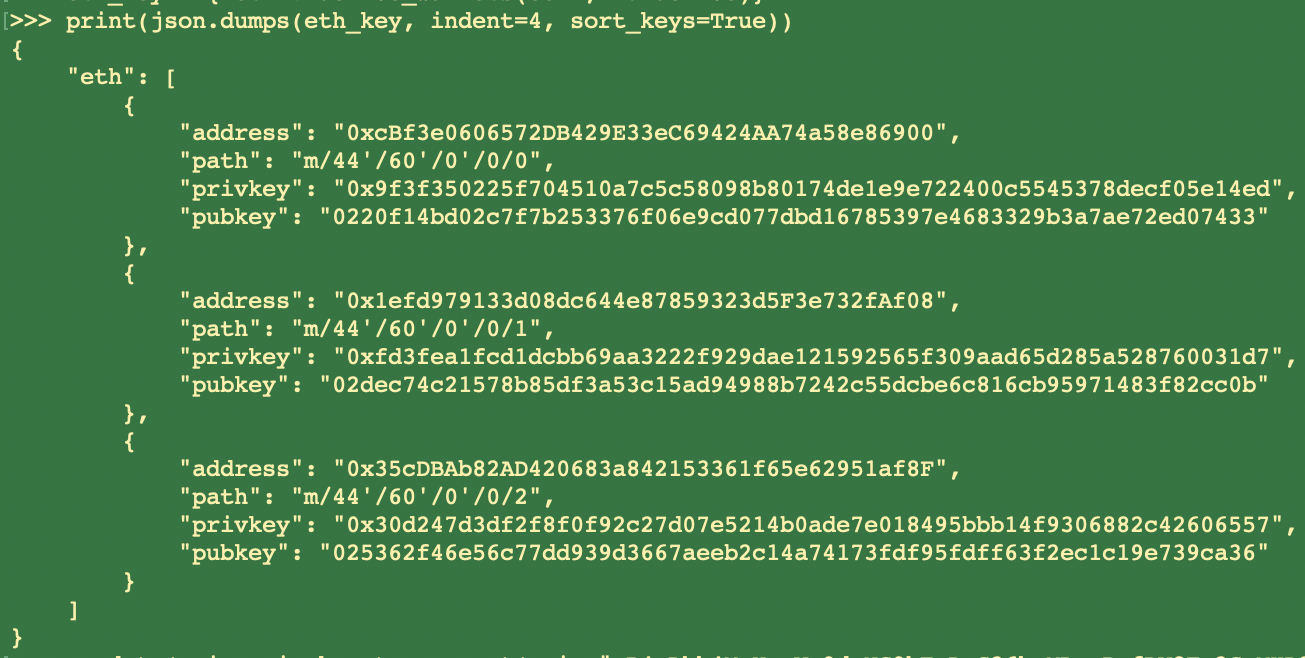 [>>> print(json.dumps(eth_key, indent=4, sort_keys=True))
{
    "eth": [
        {
            "address": "0xcBf3e0606572DB429E33eC69424AA74a58e86900",
            "path": "m/44'/60'/0'/0/0",
            "privkey": "0x9f3f350225f704510a7c5c58098b80174de1e9e722400c5545378decf05e14ed",
            "pubkey": "0220f14bd02c7f7b253376f06e9cd077dbd16785397e4683329b3a7ae72ed07433"
        },
        {
            "address": "0x1efd979133d08dc644e87859323d5F3e732fAf08",
            "path": "m/44'/60'/0'/0/1",
            "privkey": "0xfd3fea1fcd1dcbb69aa3222f929dae121592565f309aad65d285a528760031d7",
            "pubkey": "02dec74c21578b85df3a53c15ad94988b7242c55dcbe6c816cb95971483f82cc0b"
        },
        {
            "address": "0x35cDBAb82AD420683a842153361f65e62951af8F",
            "path": "m/44'/60'/0'/0/2",
            "privkey": "0x30d247d3df2f8f0f92c27d07e5214b0ade7e018495bbb14f9306882c42606557",
            "pubkey": "025362f46e56c77dd939d3667aeeb2c14a74173fdf95fdff63f2ec1c19e739ca36"
        }
    ]
}